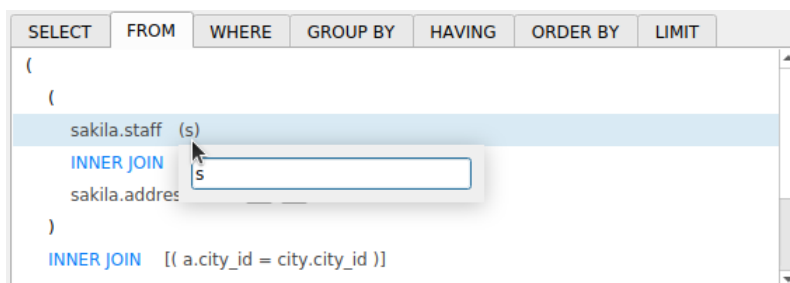 SELECT FROM WHERE GROUP BY HAVING ORDER BY LIMIT
(
(
sakila.staff (s)
INNER JOIN
s
sakila.addres
)
INNER JOIN [( a.city_id = city.city_id )]